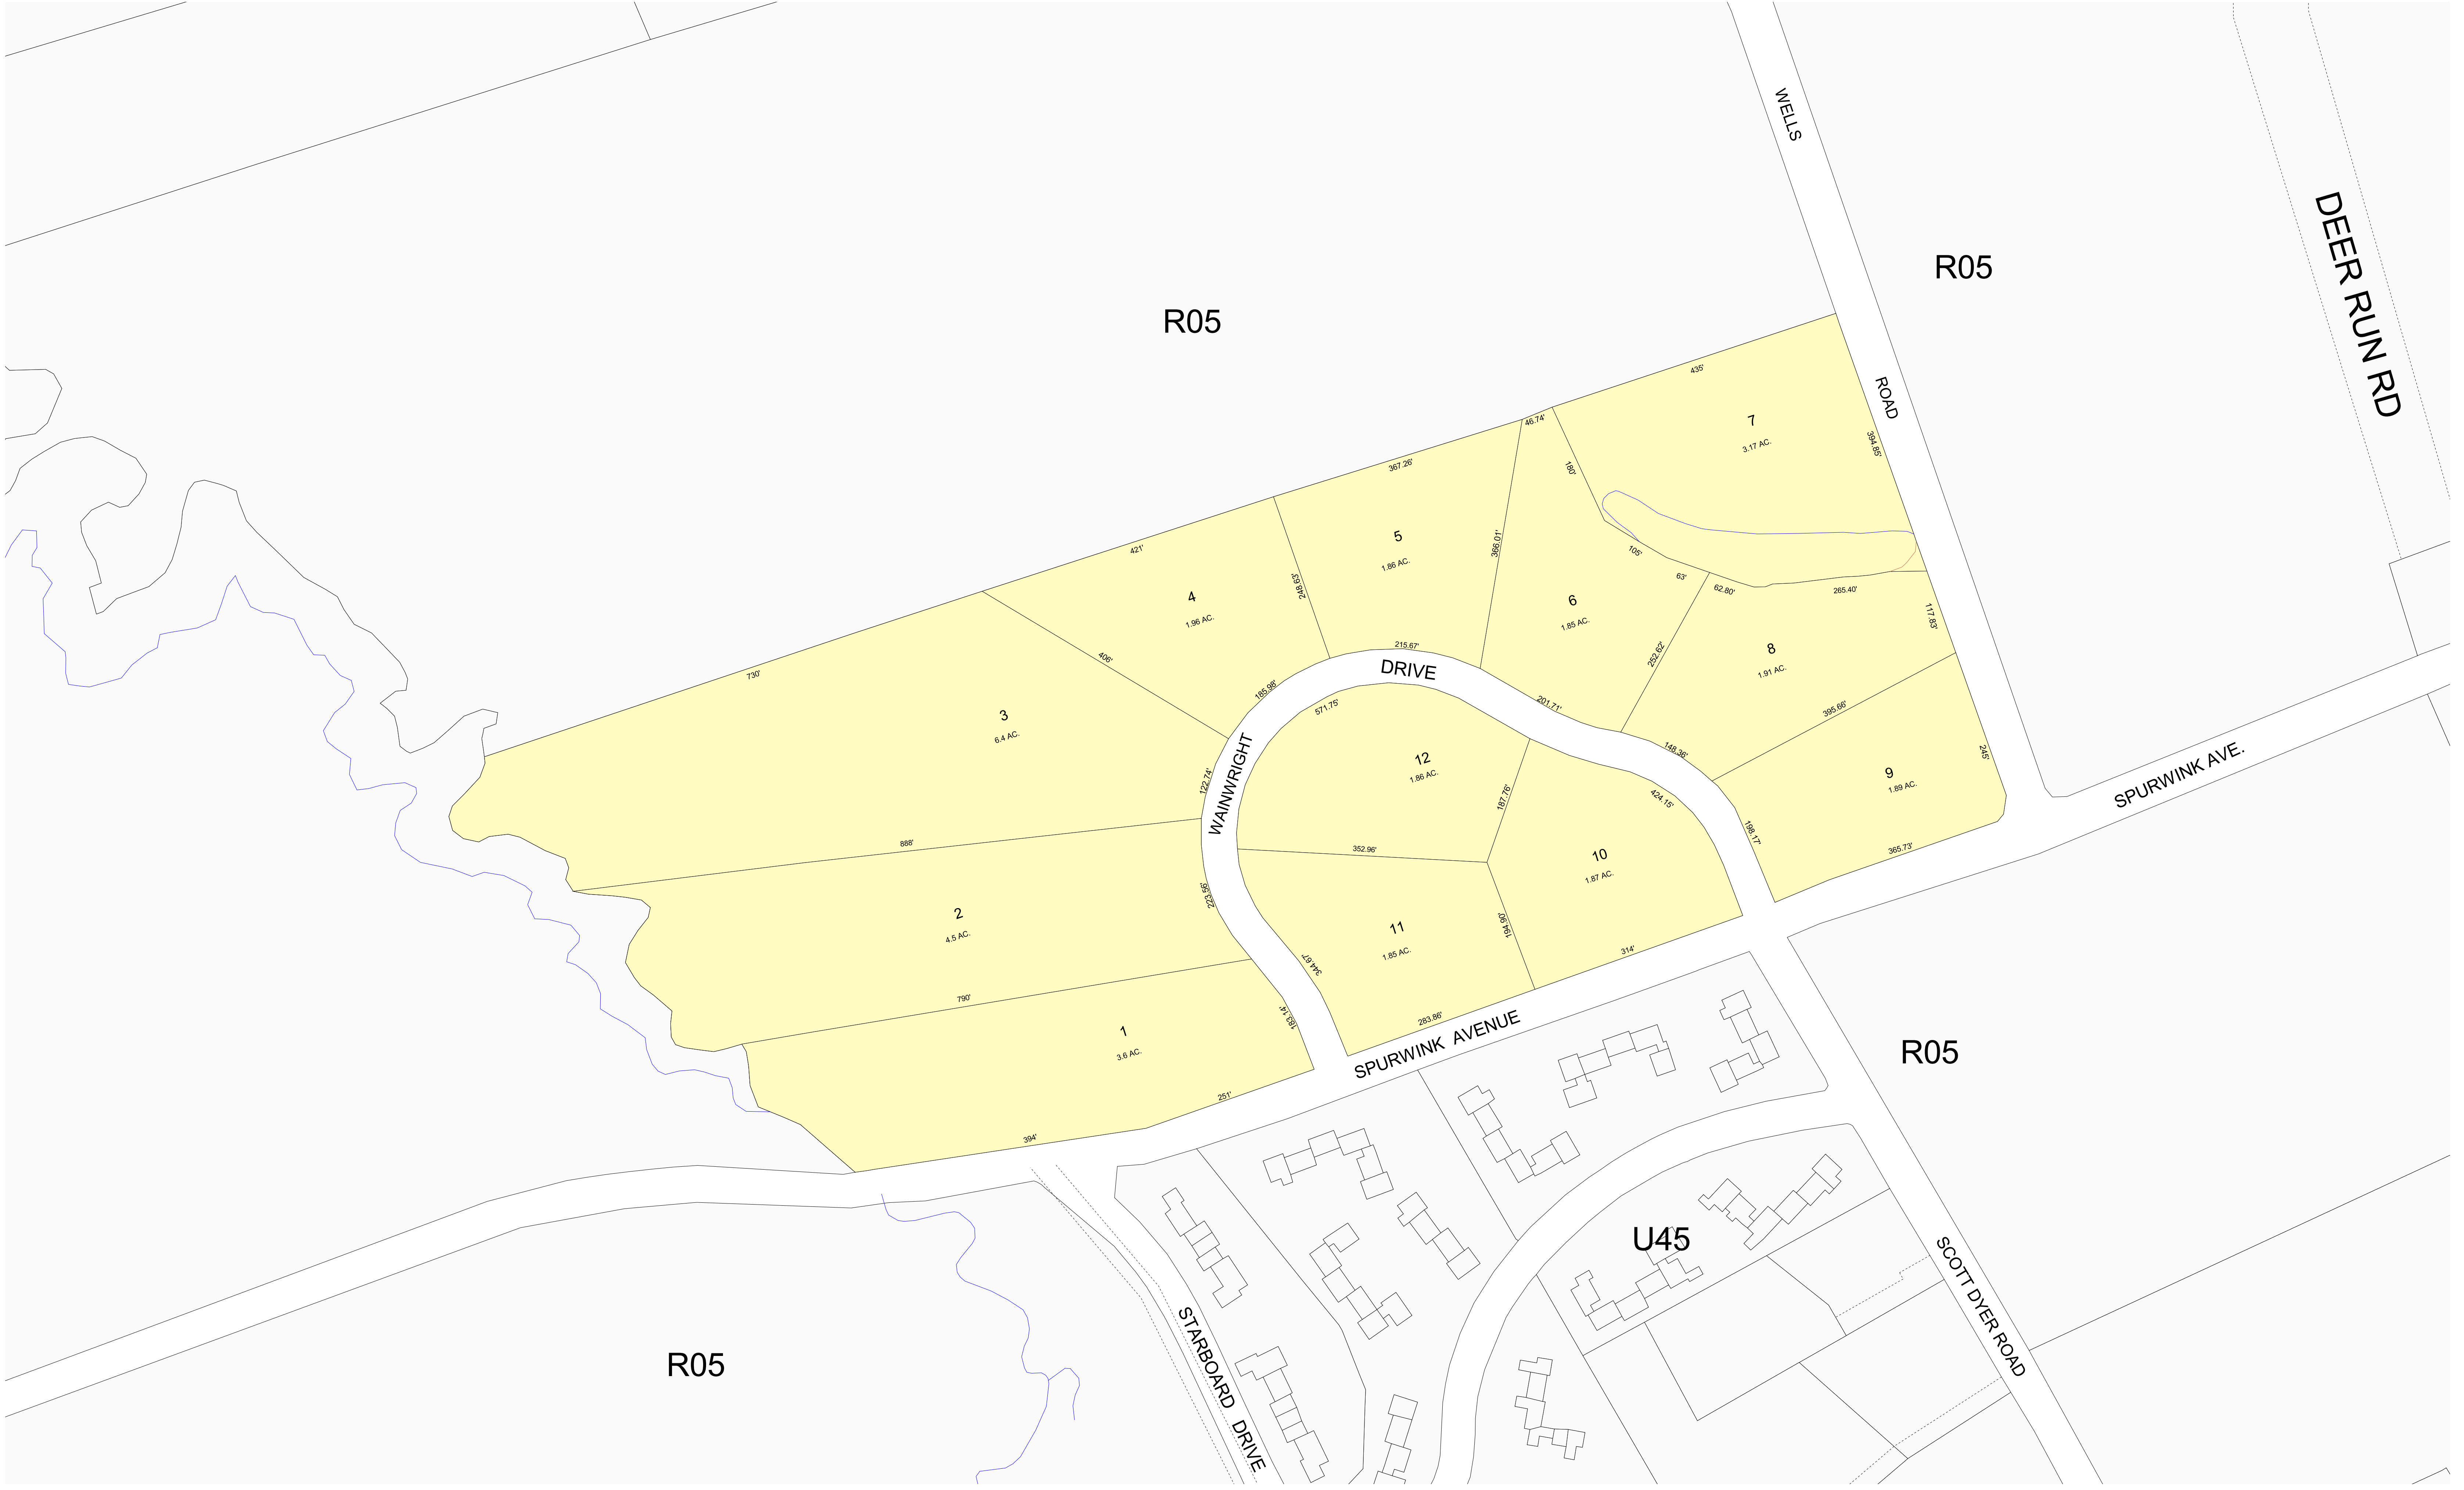 WELLS
ROAD
DEER RUN RD
R05
R05
435'
7
3.17 AC.
394.85'
46.74'
180'
367.26'
5
1.86 AC.
366.01'
421'
4
1.96 AC.
248.63'
105'
63'
62.80'
265.40'
6
1.85 AC.
117.83'
252.62'
8
1.91 AC.
406'
215.67'
DRIVE
185.98'
571.75'
201.71'
730'
3
6.4 AC.
395.66'
148.36'
245'
122.74'
WAINWRIGHT
12
1.86 AC.
187.76'
424.15'
9
1.89 AC.
SPURWINK AVE.
198.17'
888'
352.96'
365.73'
10
1.87 AC.
223.56'
2
4.5 AC.
11
1.85 AC.
194.90'
314'
344.67'
790'
183.14'
283.86'
SPURWINK AVENUE
1
3.6 AC.
R05
251'
394'
U45
SCOTT DYER ROAD
STARBOARD DRIVE
R05